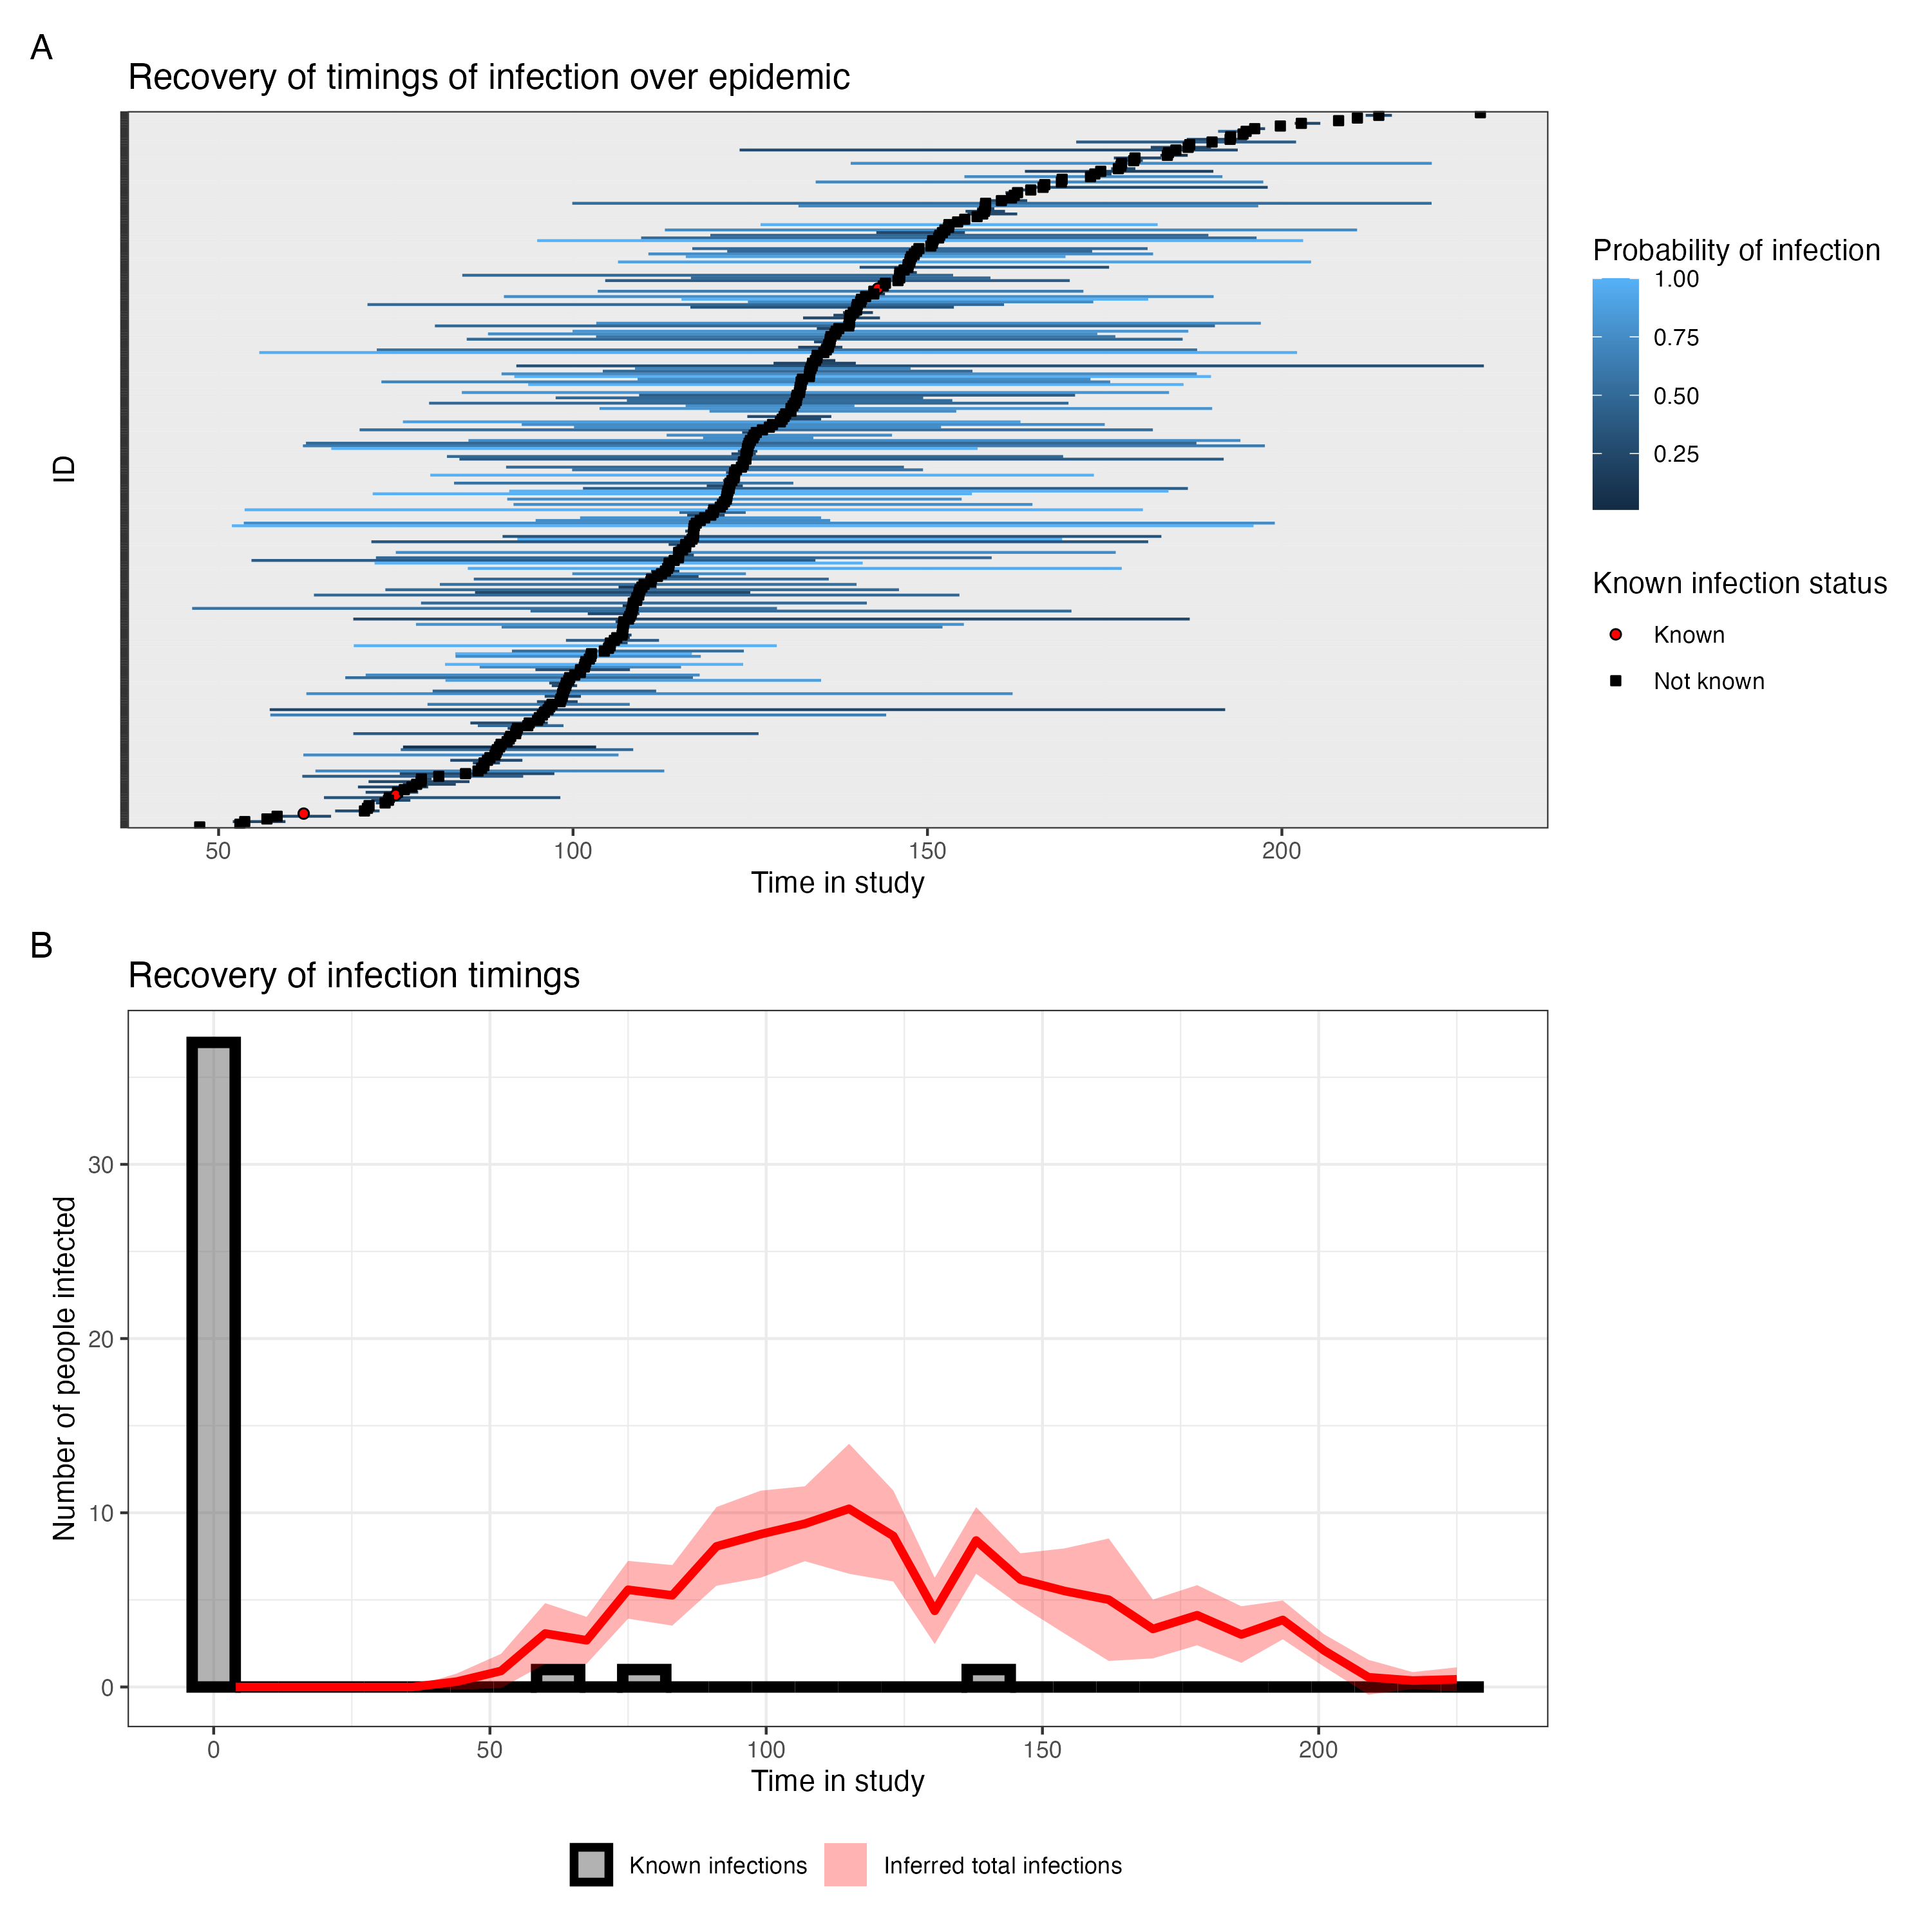 A
Recovery of timings of infection over epidemic
ID
50
100
150
200
Time in study
Probability of infection
1.00
0.75
0.50
0.25
Known infection status
Known
Not known
B
Recovery of infection timings
Number of people infected
30
20
10
0
0
50
100
150
200
Time in study
Known infections
Inferred total infections